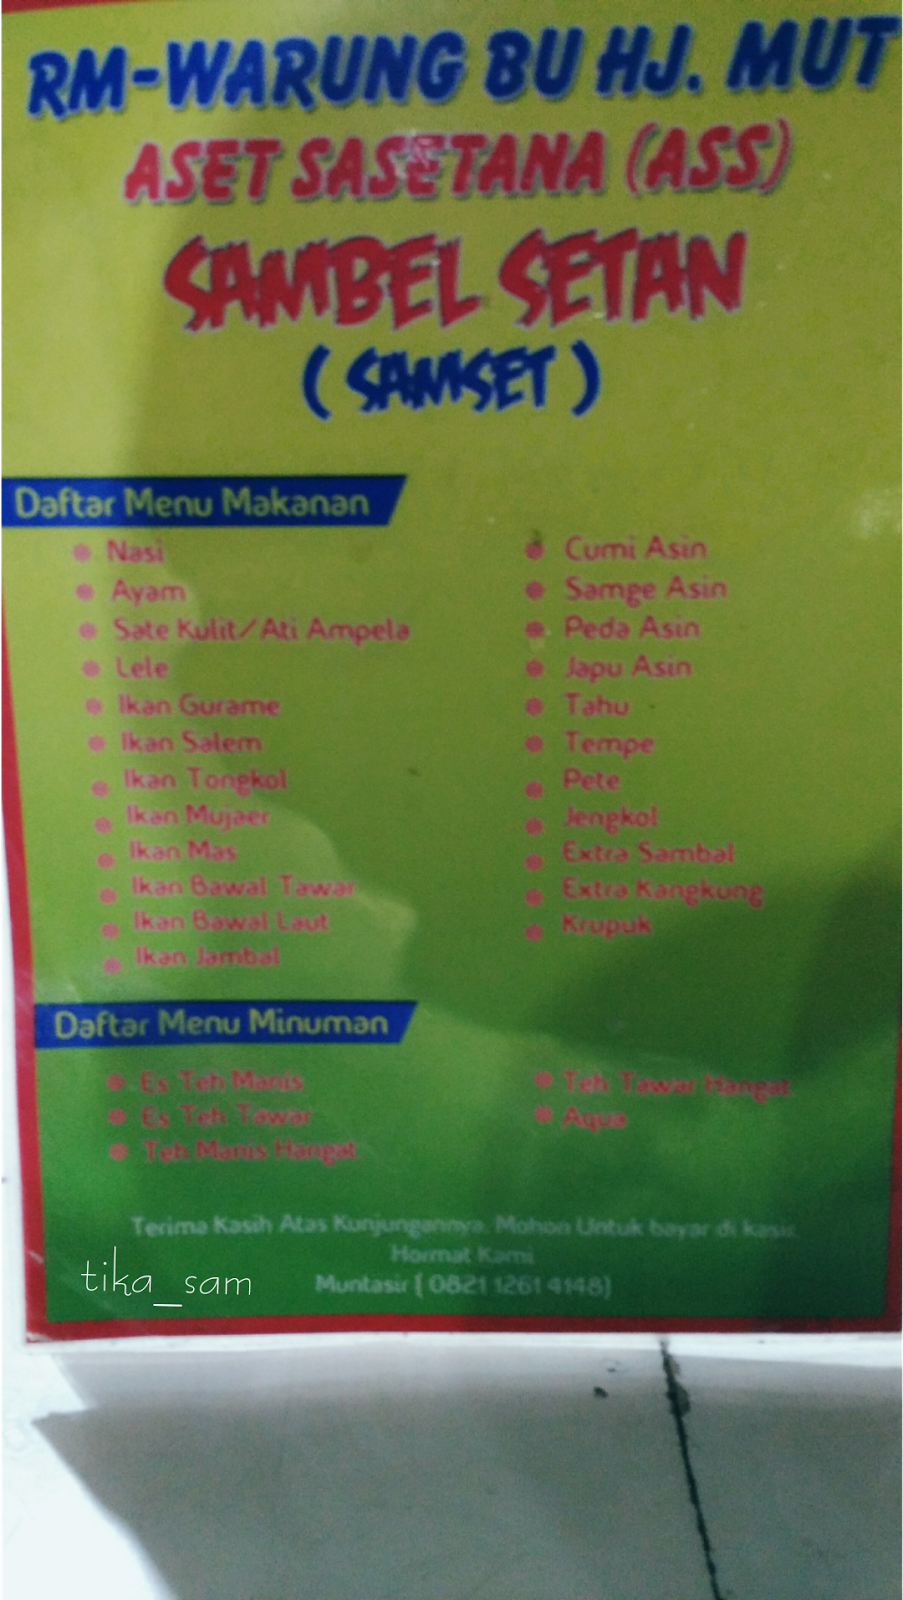 RM-WARUNG BU HJ. MUT
ASET SASETANA (ASS)
SAMBEL SETAN
( SAMSET )
Daftar Menu Makanan
Nasi
Ayam
Sate Kulit/Ati Ampela
Lele
Ikan Gurame
Ikan Salem
Ikan Tongkol
Ikan Mujaer
Ikan Mas
Ikan Bawal Tawar
Ikan Bawal Laut
Ikan Jambal
Cumi Asin
Samge Asin
Peda Asin
Japu Asin
Tahu
Tempe
Pete
Jengkol
Extra Sambal
Extra Kangkung
Krupuk
Daftar Menu Minuman
Es Teh Manis
Es Teh Tawar
Teh Manis Hangat
Teh Tawar Hangat
Aqua
Terima Kasih Atas Kunjungannya. Mohon Untuk bayar di kasir.
Hormat Kami
Muntasir ( 0821 1261 4148)
tika_sam